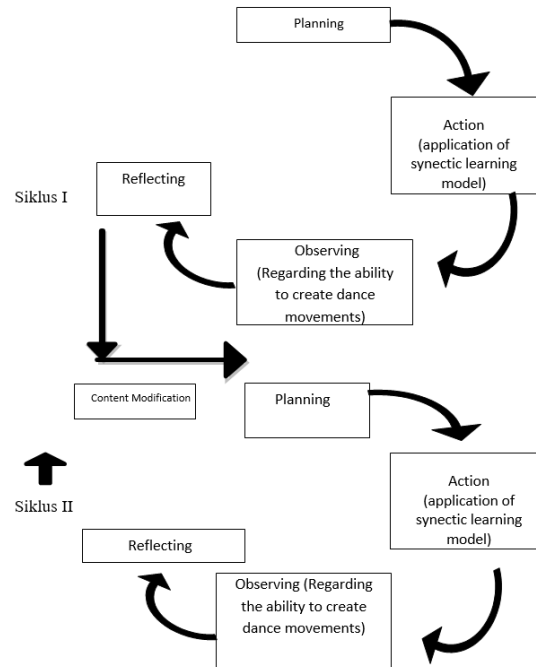 Planning
Action
(application of
synectic learning
model)
Siklus I
Reflecting
Observing
(Regarding the ability
to create dance
movements)
Content Modification
Planning
Action
(application of
synectic learning
model)
Siklus II
Reflecting
Observing (Regarding
the ability to create
dance movements)